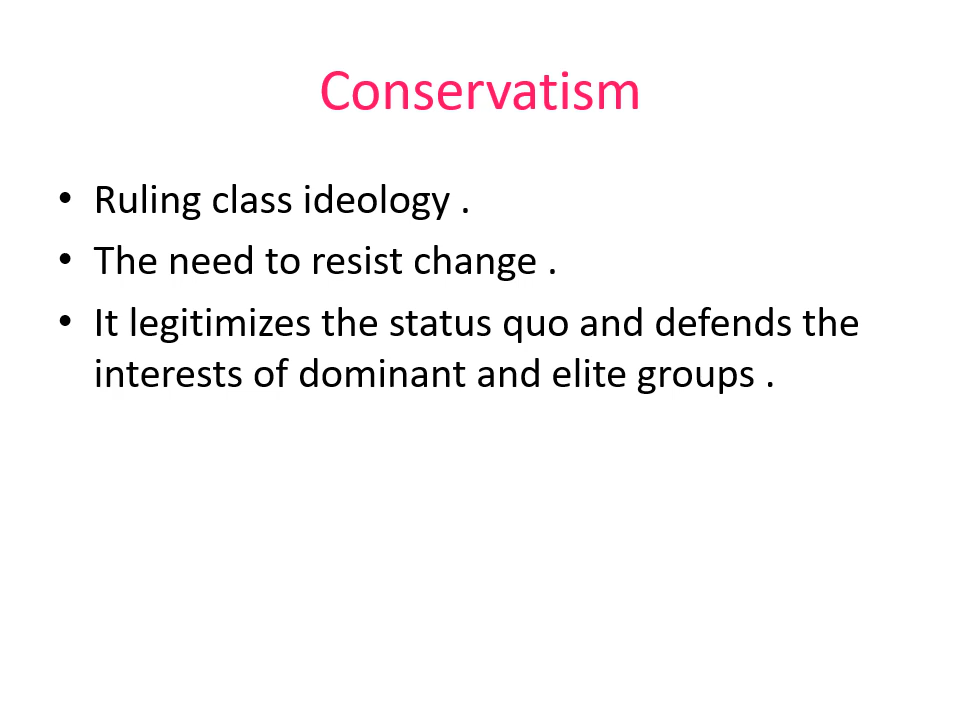 Conservatism
• Ruling class ideology .
• The need to resist change .
• It legitimizes the status quo and defends the
interests of dominant and elite groups .